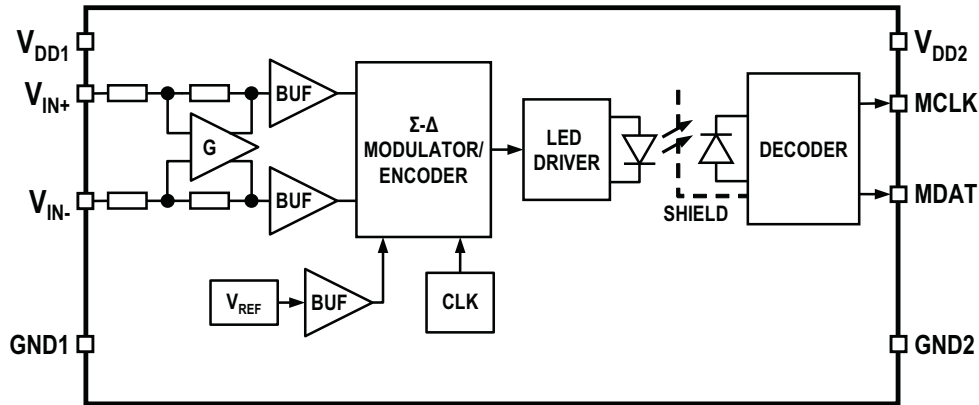 VDD1
VDD2
VIN+
BUF
MCLK
Σ-Δ
MODULATOR/
ENCODER
LED
DRIVER
DECODER
G
VIN-
BUF
SHIELD
MDAT
VREF
BUF
CLK
GND1
GND2